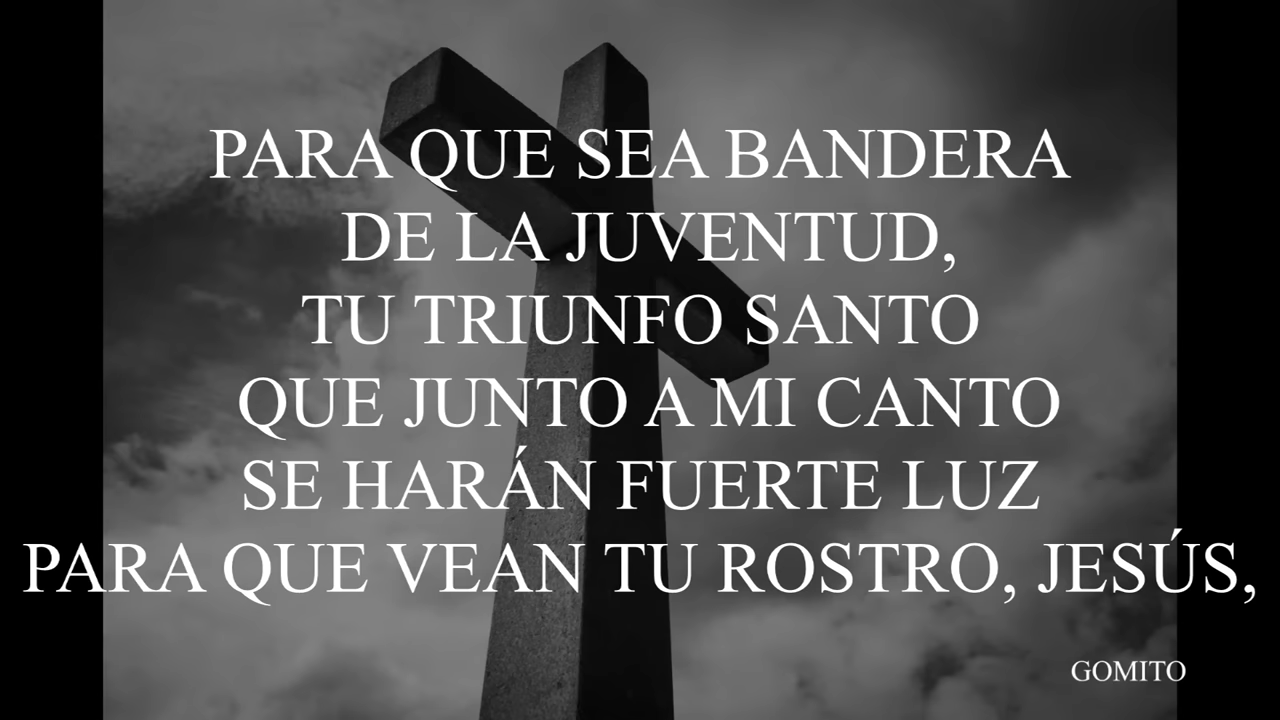 PARA QUE SEA BANDERA
DE LA JUVENTUD,
TU TRIUNFO SANTO
QUE JUNTO A MI CANTO
SE HARÁN FUERTE LUZ
PARA QUE VEAN TU ROSTRO, JESÚS,
GOMITO